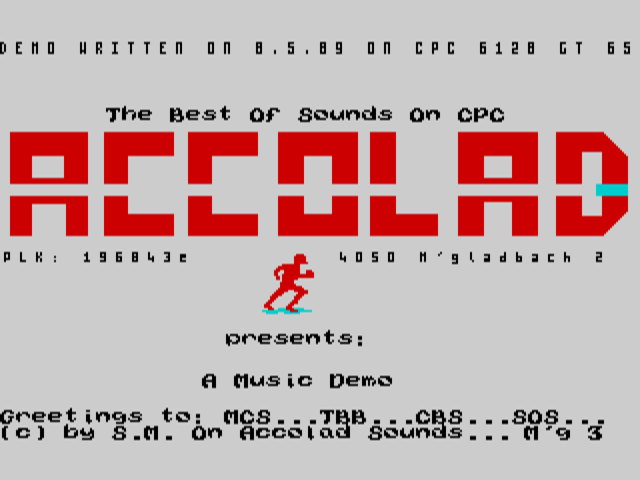 DEMO WRITTEN ON 8.5.89 ON CPC 6128 GT 65
The Best Of Sounds On CPC
ACCOLAD
PLK: 196843e 4050 M'gladbach 2
presents:
A Music Demo
Greetings to: MCS...TBB...CBS...SOS...
(c) by S.M. On Accolad Sounds... M'g 3